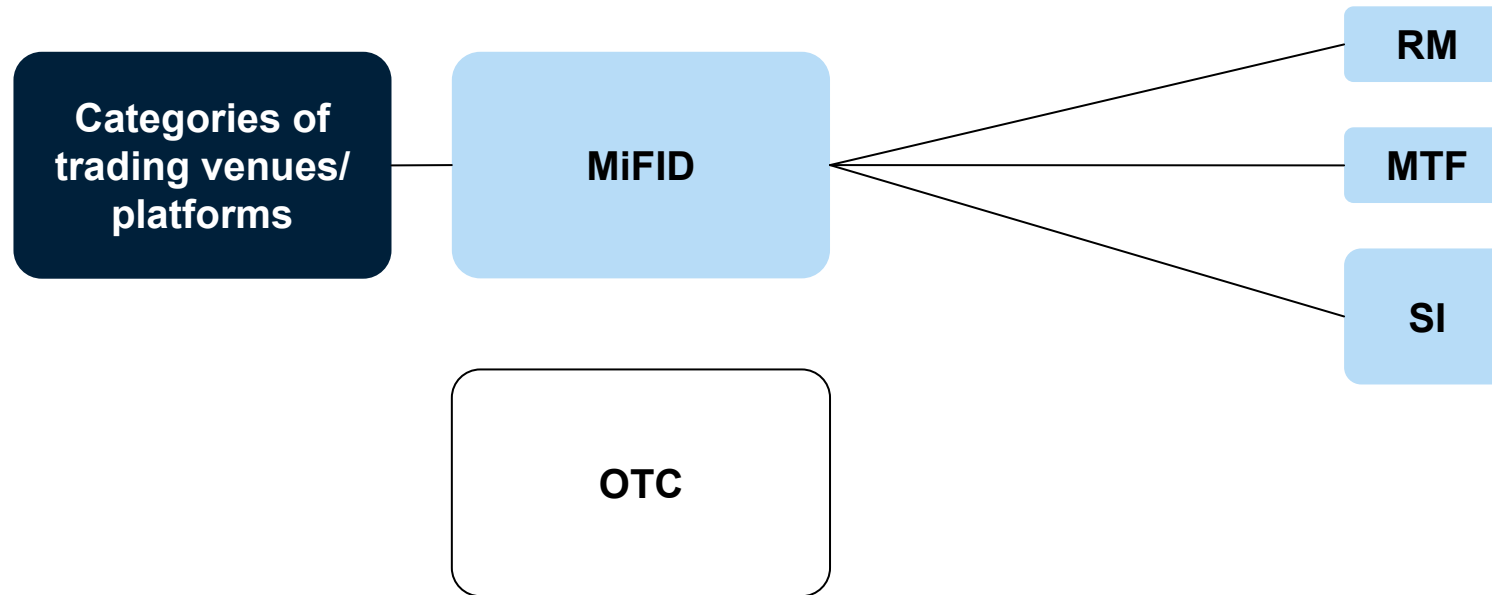 Categories of
trading venues/
platforms
MiFID
RM
MTF
SI
OTC